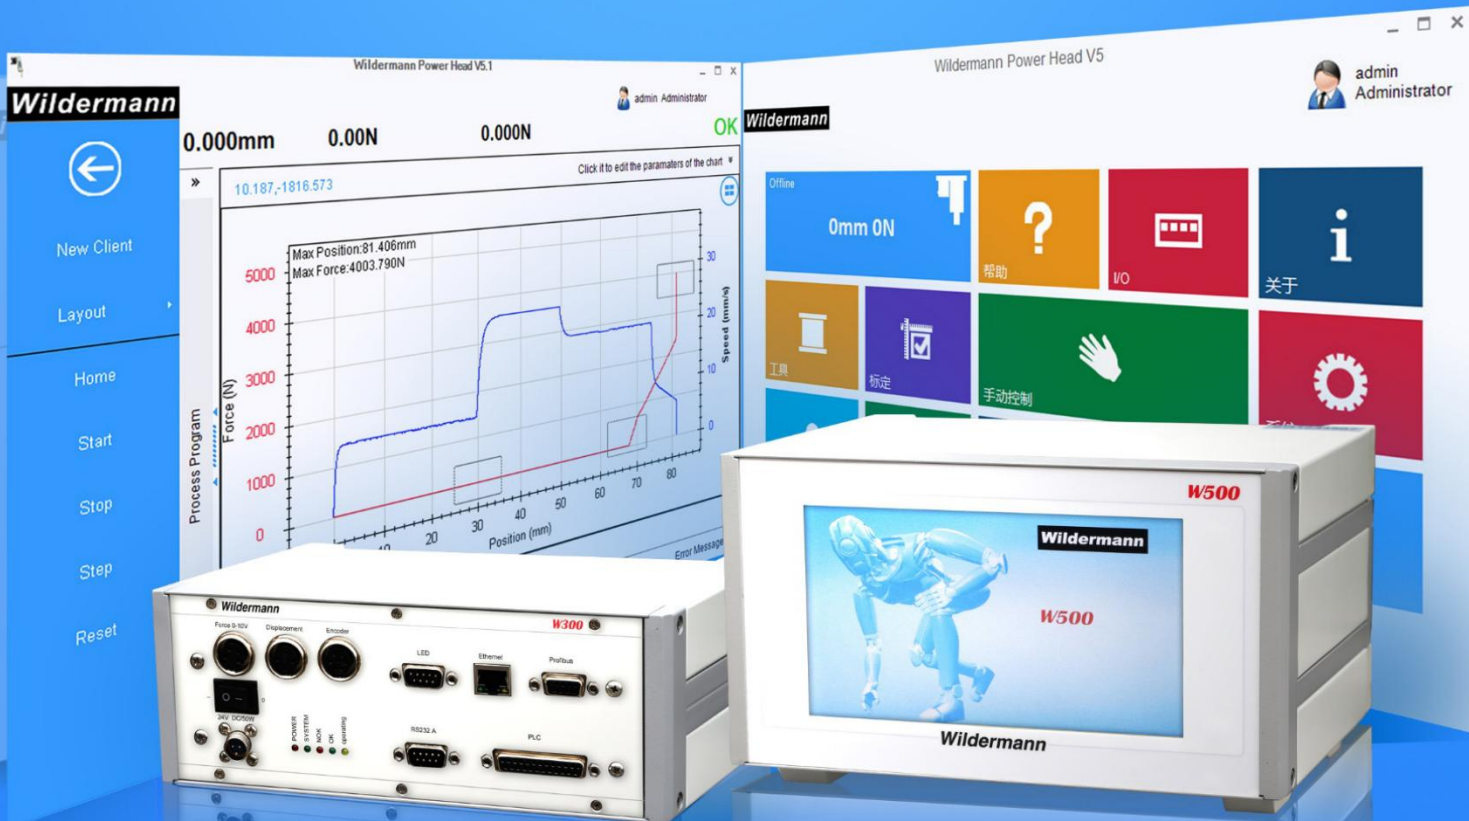 Wildermann Power Head V5.1
Wildermann
admin Administrator
0.000mm
0.00N
0.000N
OK
Click it to edit the paramaters of the chart
10.187,-1816.573
Max Position:81.406mm
Max Force:4003.790N
5000
4000
3000
2000
1000
0
Force (N)
30
20
10
0
Speed (mm/s)
10
20
30
40
50
60
70
80
Position (mm)
Error Message
Process Program
New Client
Layout
Home
Start
Stop
Step
Reset
Wildermann Power Head V5
admin
Administrator
Wildermann
Offline
0mm 0N
帮助
I/O
关于
工具
标定
手动控制
Wildermann
W300
Force 0-10V
Displacement
Encoder
LED
Ethernet
Profibus
24V DC/50W
POWER
SYSTEM
NOK
OK
operating
RS232 A
PLC
W500
Wildermann
W500
Wildermann